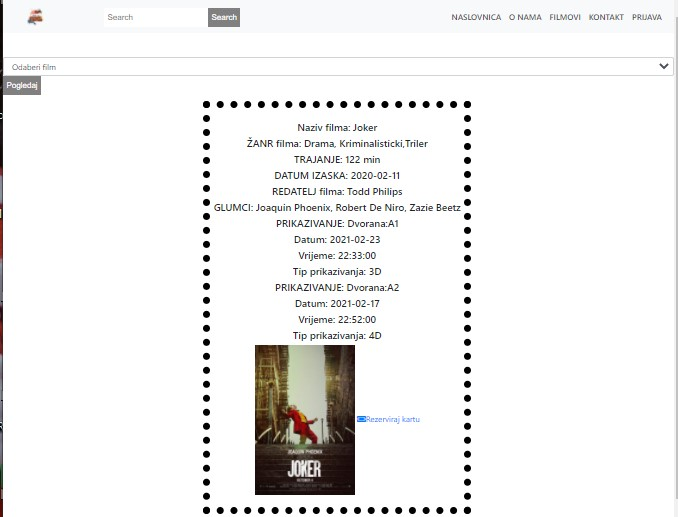 Search Search NASLOVNICA O NAMA FILMOVI KONTAKT PRIJAVA
Odaberi film
Pogledaj
Naziv filma: Joker
ŽANR filma: Drama, Kriminalisticki,Triler
TRAJANJE: 122 min
DATUM IZASKA: 2020-02-11
REDATELJ filma: Todd Philips
GLUMCI: Joaquin Phoenix, Robert De Niro, Zazie Beetz
PRIKAZIVANJE: Dvorana:A1
Datum: 2021-02-23
Vrijeme: 22:33:00
Tip prikazivanja: 3D
PRIKAZIVANJE: Dvorana:A2
Datum: 2021-02-17
Vrijeme: 22:52:00
Tip prikazivanja: 4D
Rezerviraj kartu
JOAQUIN PHOENIX
JOKER